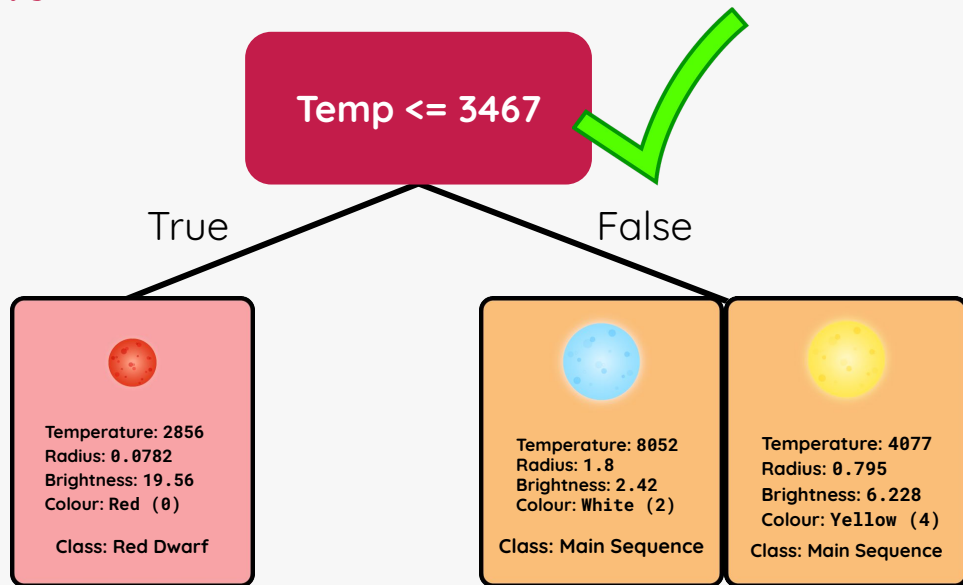 Temp <= 3467
True
False
Temperature: 2856
Radius: 0.0782
Brightness: 19.56
Colour: Red (0)
Class: Red Dwarf
Temperature: 8052
Radius: 1.8
Brightness: 2.42
Colour: White (2)
Class: Main Sequence
Temperature: 4077
Radius: 0.795
Brightness: 6.228
Colour: Yellow (4)
Class: Main Sequence